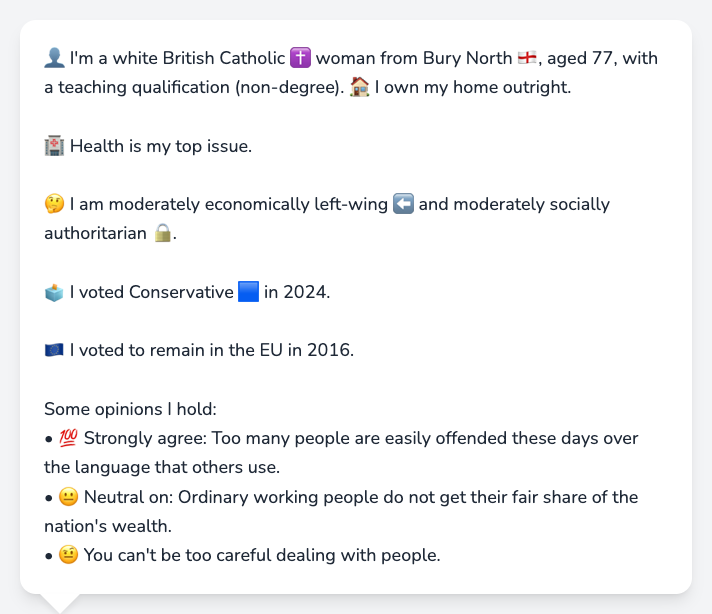 👤 I'm a white British Catholic ✝️ woman from Bury North 🏴󠁧󠁢󠁥󠁮󠁧󠁿, aged 77, with
a teaching qualification (non-degree). 🏠 I own my home outright.
🏥 Health is my top issue.
🤔 I am moderately economically left-wing ⬅️ and moderately socially
authoritarian 🔒.
🗳️ I voted Conservative 🟦 in 2024.
🇪🇺 I voted to remain in the EU in 2016.
Some opinions I hold:
• 💯 Strongly agree: Too many people are easily offended these days over
the language that others use.
• 😐 Neutral on: Ordinary working people do not get their fair share of the
nation's wealth.
• 🤨 You can't be too careful dealing with people.